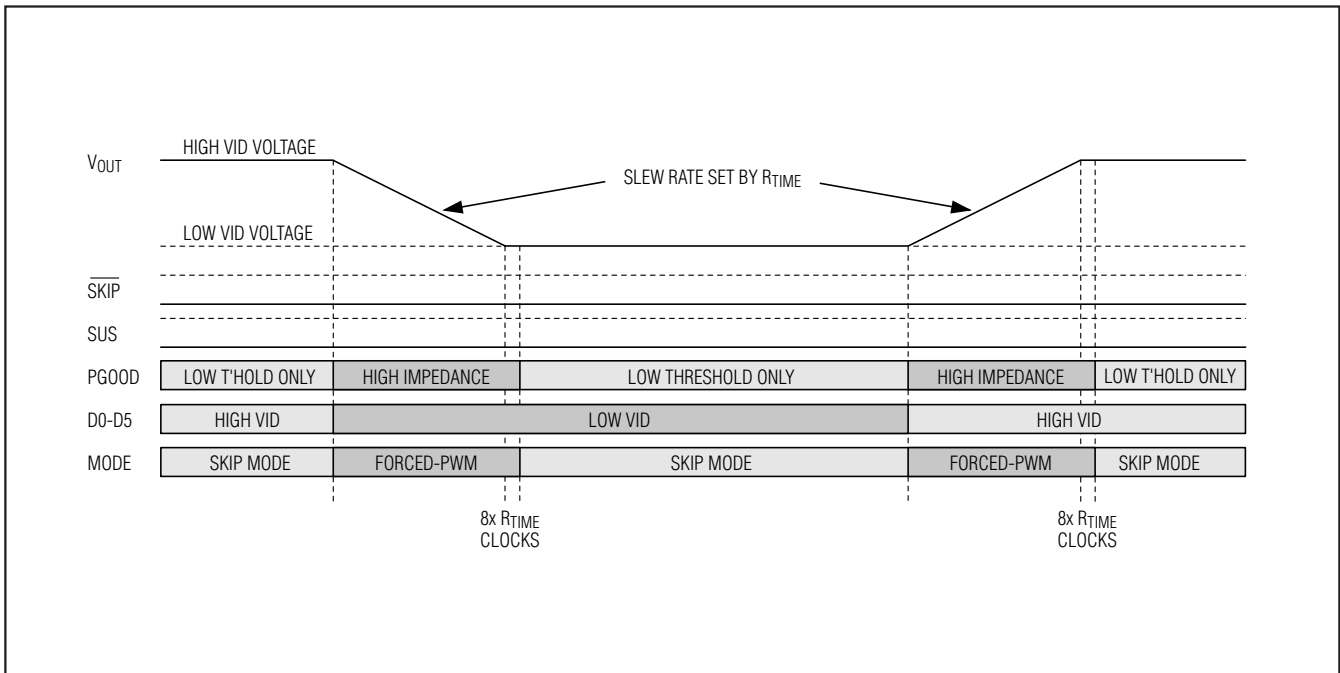 HIGH VID VOLTAGE
VOUT
SLEW RATE SET BY RTIME
LOW VID VOLTAGE
SKIP
SUS
PGOOD LOW T'HOLD ONLY HIGH IMPEDANCE LOW THRESHOLD ONLY HIGH IMPEDANCE LOW T'HOLD ONLY
D0-D5 HIGH VID LOW VID HIGH VID
MODE SKIP MODE FORCED-PWM SKIP MODE FORCED-PWM SKIP MODE
8x RTIME
CLOCKS
8x RTIME
CLOCKS